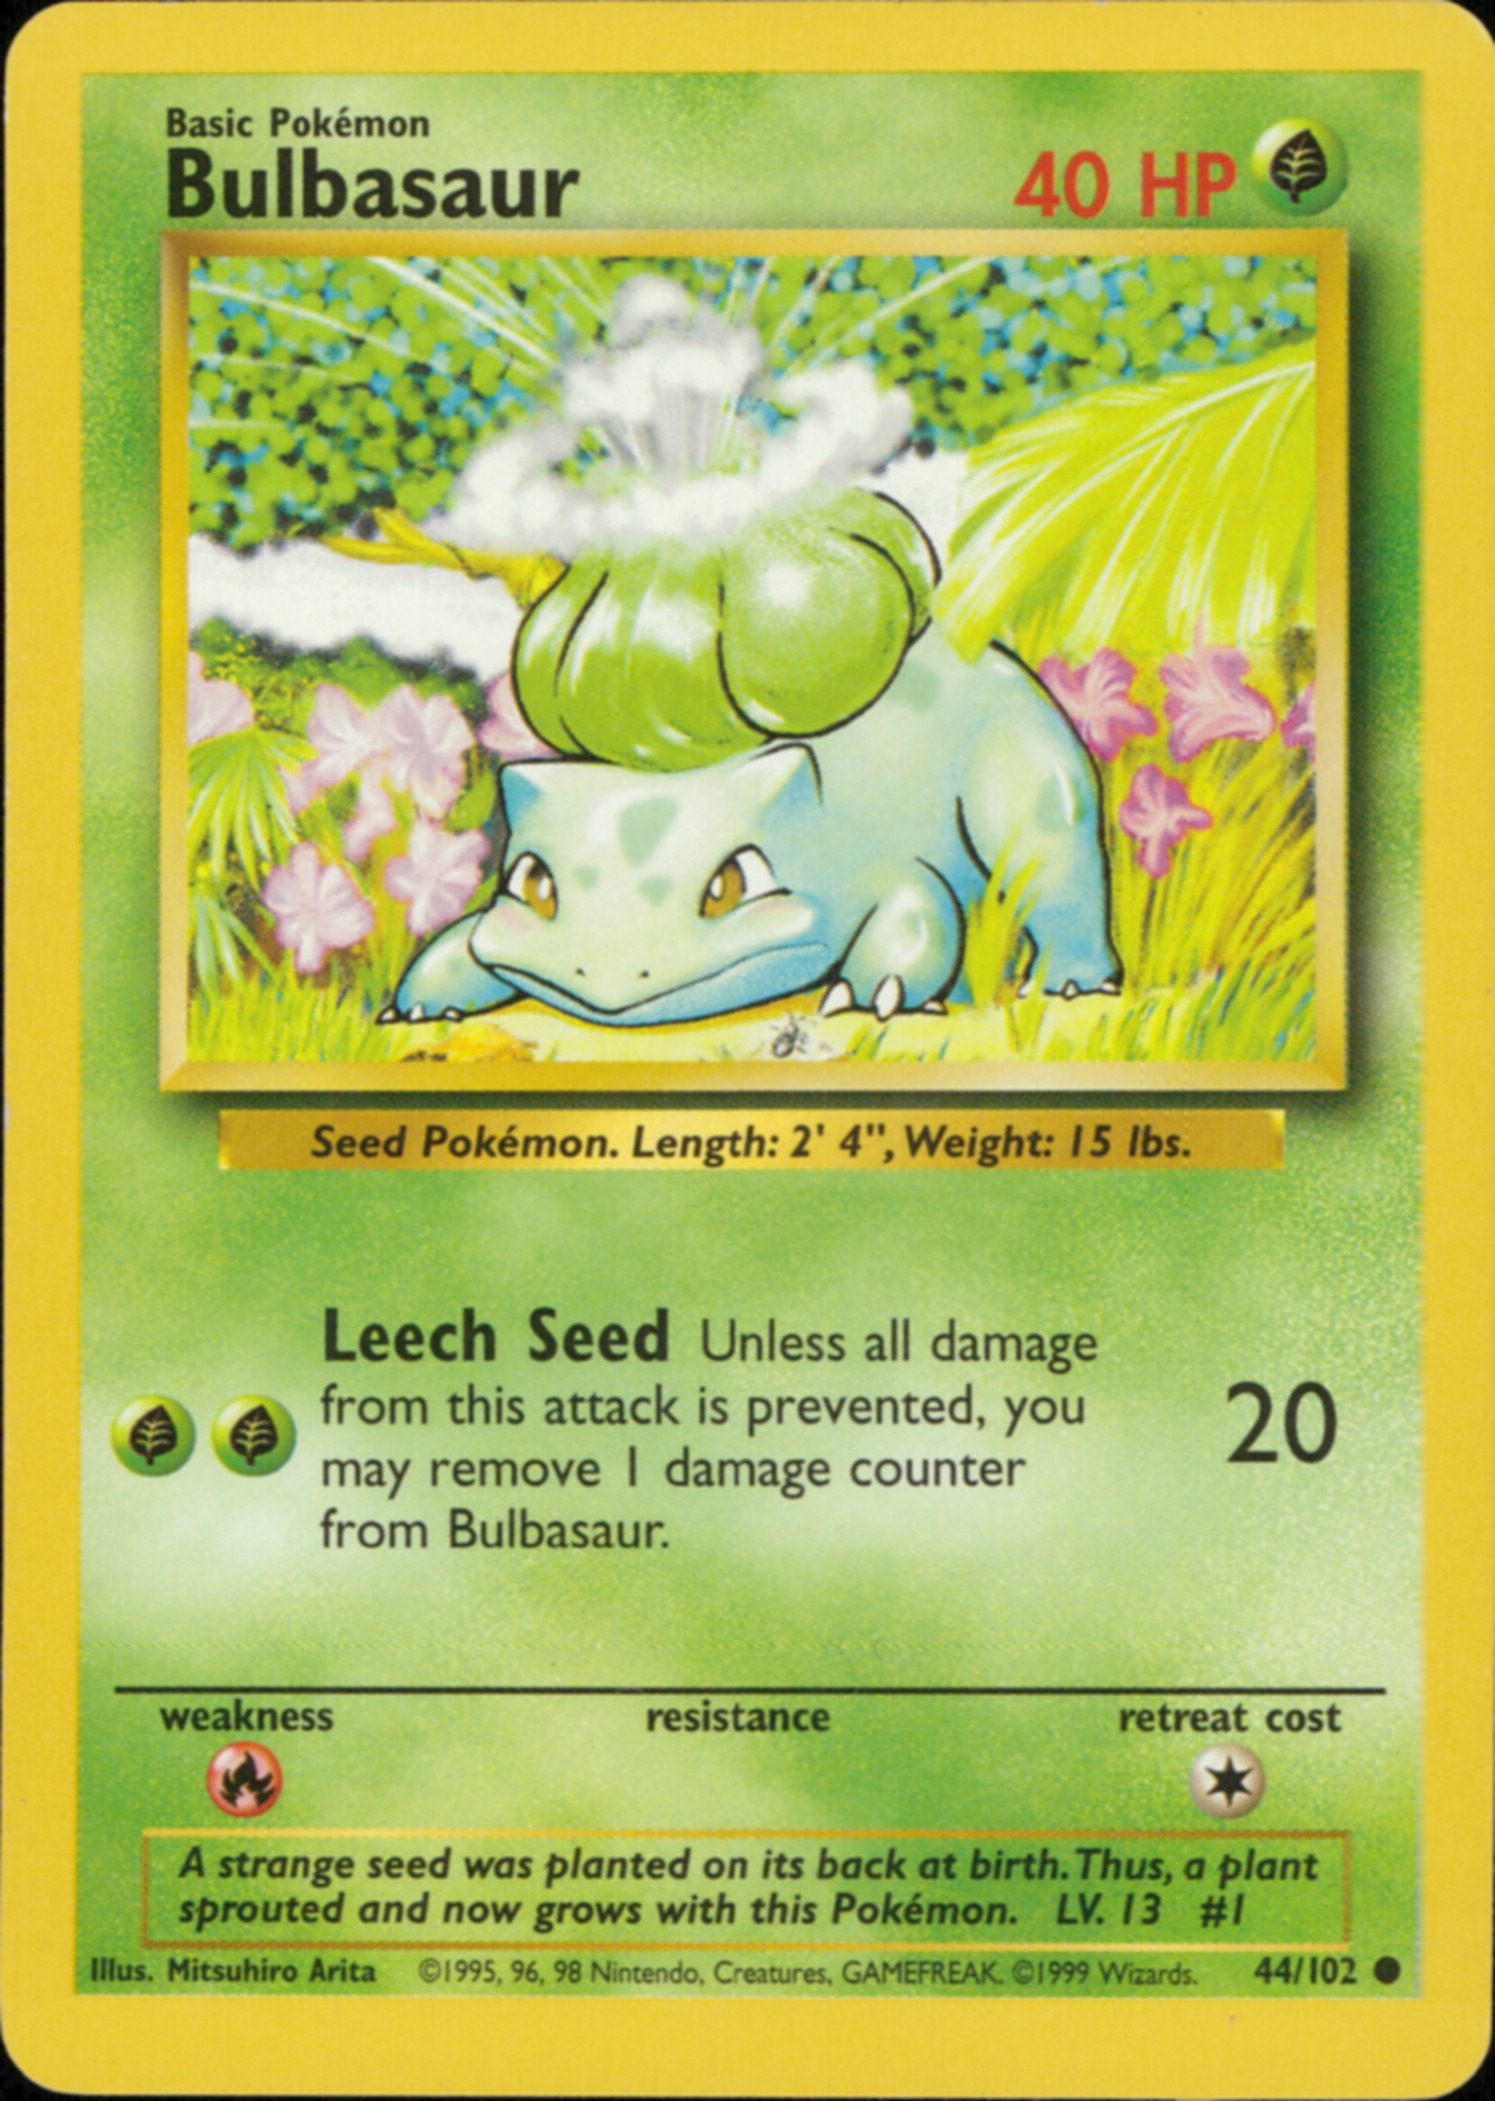 Basic Pokémon
Bulbasaur
40 HP
Seed Pokémon. Length: 2' 4", Weight: 15 lbs.
Leech Seed Unless all damage
from this attack is prevented, you
may remove 1 damage counter
from Bulbasaur.
20
weakness resistance retreat cost
A strange seed was planted on its back at birth. Thus, a plant
sprouted and now grows with this Pokémon. LV. 13 #1
Illus. Mitsuhiro Arita ©1995, 96, 98 Nintendo, Creatures, GAMEFREAK. ©1999 Wizards. 44/102 ●